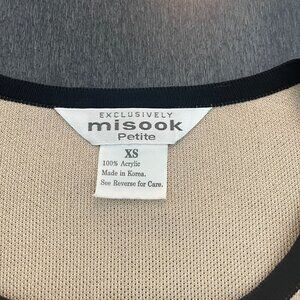 EXCLUSIVELY
misook
Petite
XS
100% Acrylic
Made in Korea.
See Reverse for Care.